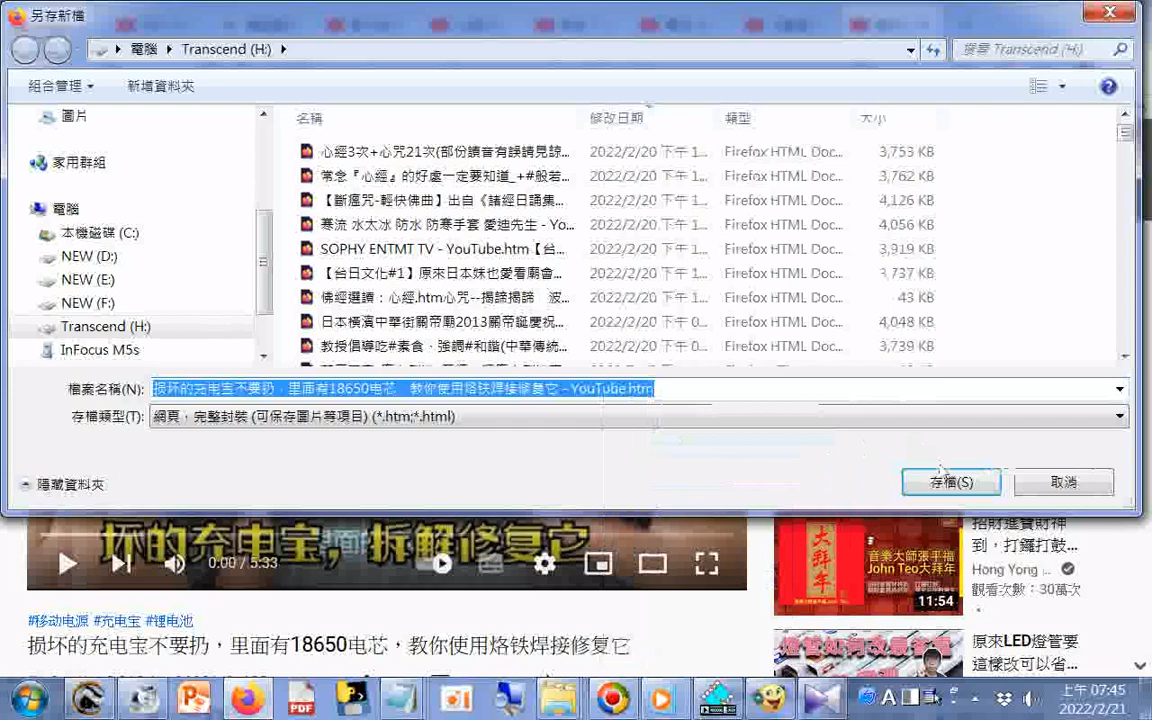 另存新檔
電腦 Transcend (H:)
搜尋 Transcend (H:)
組合管理 新增資料夾
圖片
家用群組
電腦
本機磁碟 (C:)
NEW (D:)
NEW (E:)
NEW (F:)
Transcend (H:)
InFocus M5s
名稱 修改日期 類型 大小
心經3次+心咒21次(部份讀音有誤請見諒... 2022/2/20 下午 1... Firefox HTML Doc... 3,753 KB
常念『心經』的好處一定要知道_+#般若... 2022/2/20 下午 1... Firefox HTML Doc... 3,762 KB
【斷瘟咒-輕快佛曲】出自《諸經日誦集... 2022/2/20 下午 1... Firefox HTML Doc... 4,126 KB
寒流 水太冰 防水 防寒手套 愛迪先生 - Yo... 2022/2/20 下午 1... Firefox HTML Doc... 4,056 KB
SOPHY ENTMT TV - YouTube.htm【台... 2022/2/20 下午 1... Firefox HTML Doc... 3,919 KB
【台日文化#1】原來日本妹也愛看廟會... 2022/2/20 下午 1... Firefox HTML Doc... 3,737 KB
佛經選讀：心經.htm心咒--揭諦揭諦 波... 2022/2/20 下午 1... Firefox HTML Doc... 43 KB
日本橫濱中華街關帝廟2013關帝誕慶祝... 2022/2/20 下午 0... Firefox HTML Doc... 4,048 KB
教授倡導吃#素食．強調#和諧(中華傳統... 2022/2/20 下午 0... Firefox HTML Doc... 3,739 KB
檔案名稱(N): 损坏的充电宝不要扔，里面有18650电芯 教你使用烙铁焊接修复它 - YouTube.htm
存檔類型(T): 網頁，完整封裝 (可保存圖片等項目) (*.htm;*.html)
隱藏資料夾 存檔(S) 取消
坏的充电宝，拆解修复它
0:00 / 5:33
#移动电源 #充电宝 #锂电池
损坏的充电宝不要扔，里面有18650电芯，教你使用烙铁焊接修复它
大拜年
音樂大師張平福
John Teo大拜年
11:54
招財進寶財神
到，打鑼打鼓...
Hong Yong ...
觀看次數：30萬次
燈管如何改最省電
原來LED燈管要
這樣改可以省...
上午 07:45
2022/2/21